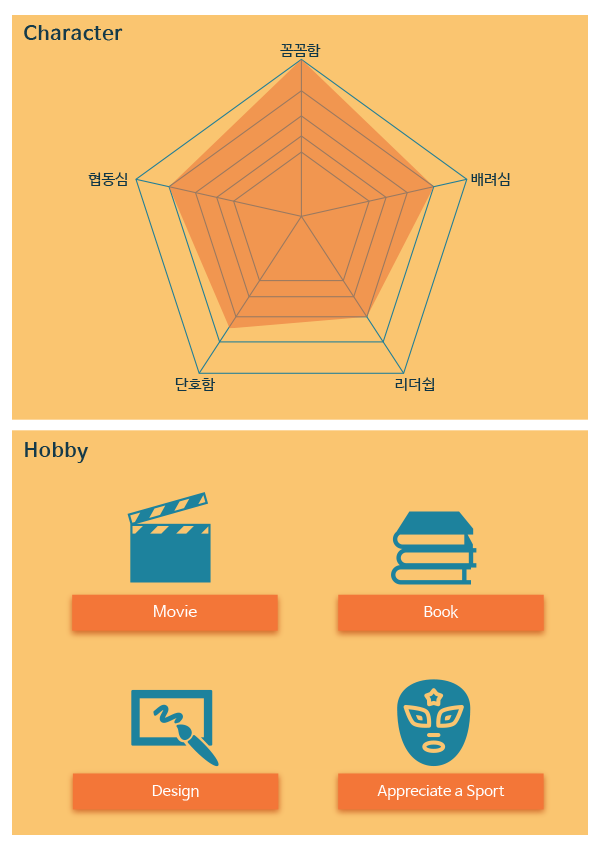 Character
꼼꼼함
협동심
배려심
단호함
리더쉽
Hobby
Movie
Book
Design
Appreciate a Sport